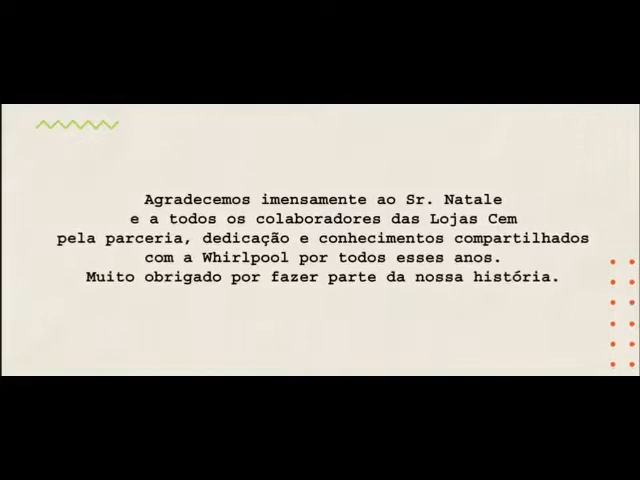 Agradecemos imensamente ao Sr. Natale
e a todos os colaboradores das Lojas Cem
pela parceria, dedicação e conhecimentos compartilhados
com a Whirlpool por todos esses anos.
Muito obrigado por fazer parte da nossa história.